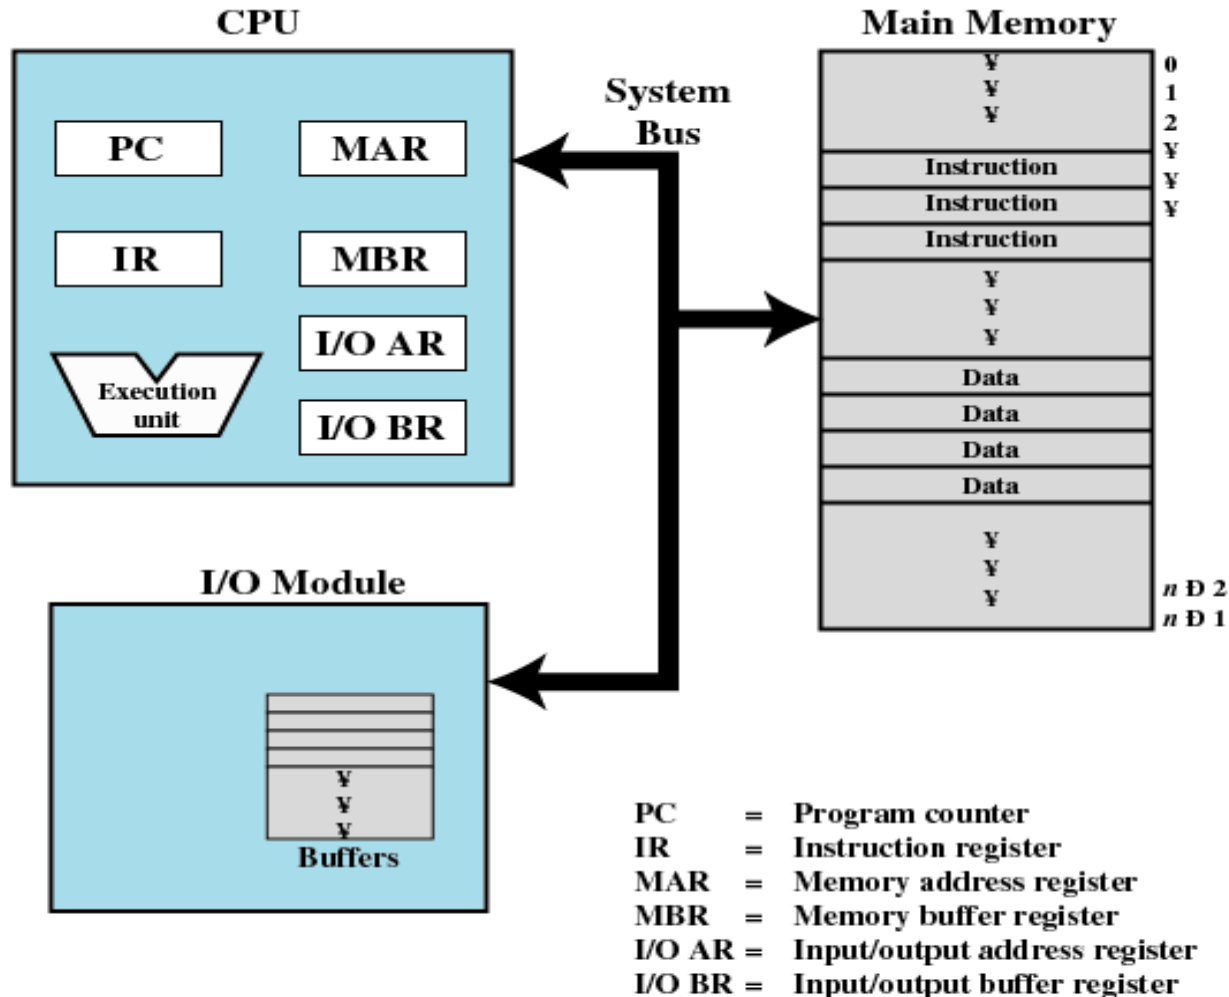 CPU
PC
MAR
IR
MBR
I/O AR
I/O BR
Execution
unit
System
Bus
Main Memory
¥
¥
¥
Instruction
Instruction
Instruction
¥
¥
¥
Data
Data
Data
Data
¥
¥
¥
0
1
2
¥
¥
¥
n Đ 2
n Đ 1
I/O Module
¥
¥
¥
Buffers
PC = Program counter
IR = Instruction register
MAR = Memory address register
MBR = Memory buffer register
I/O AR = Input/output address register
I/O BR = Input/output buffer register